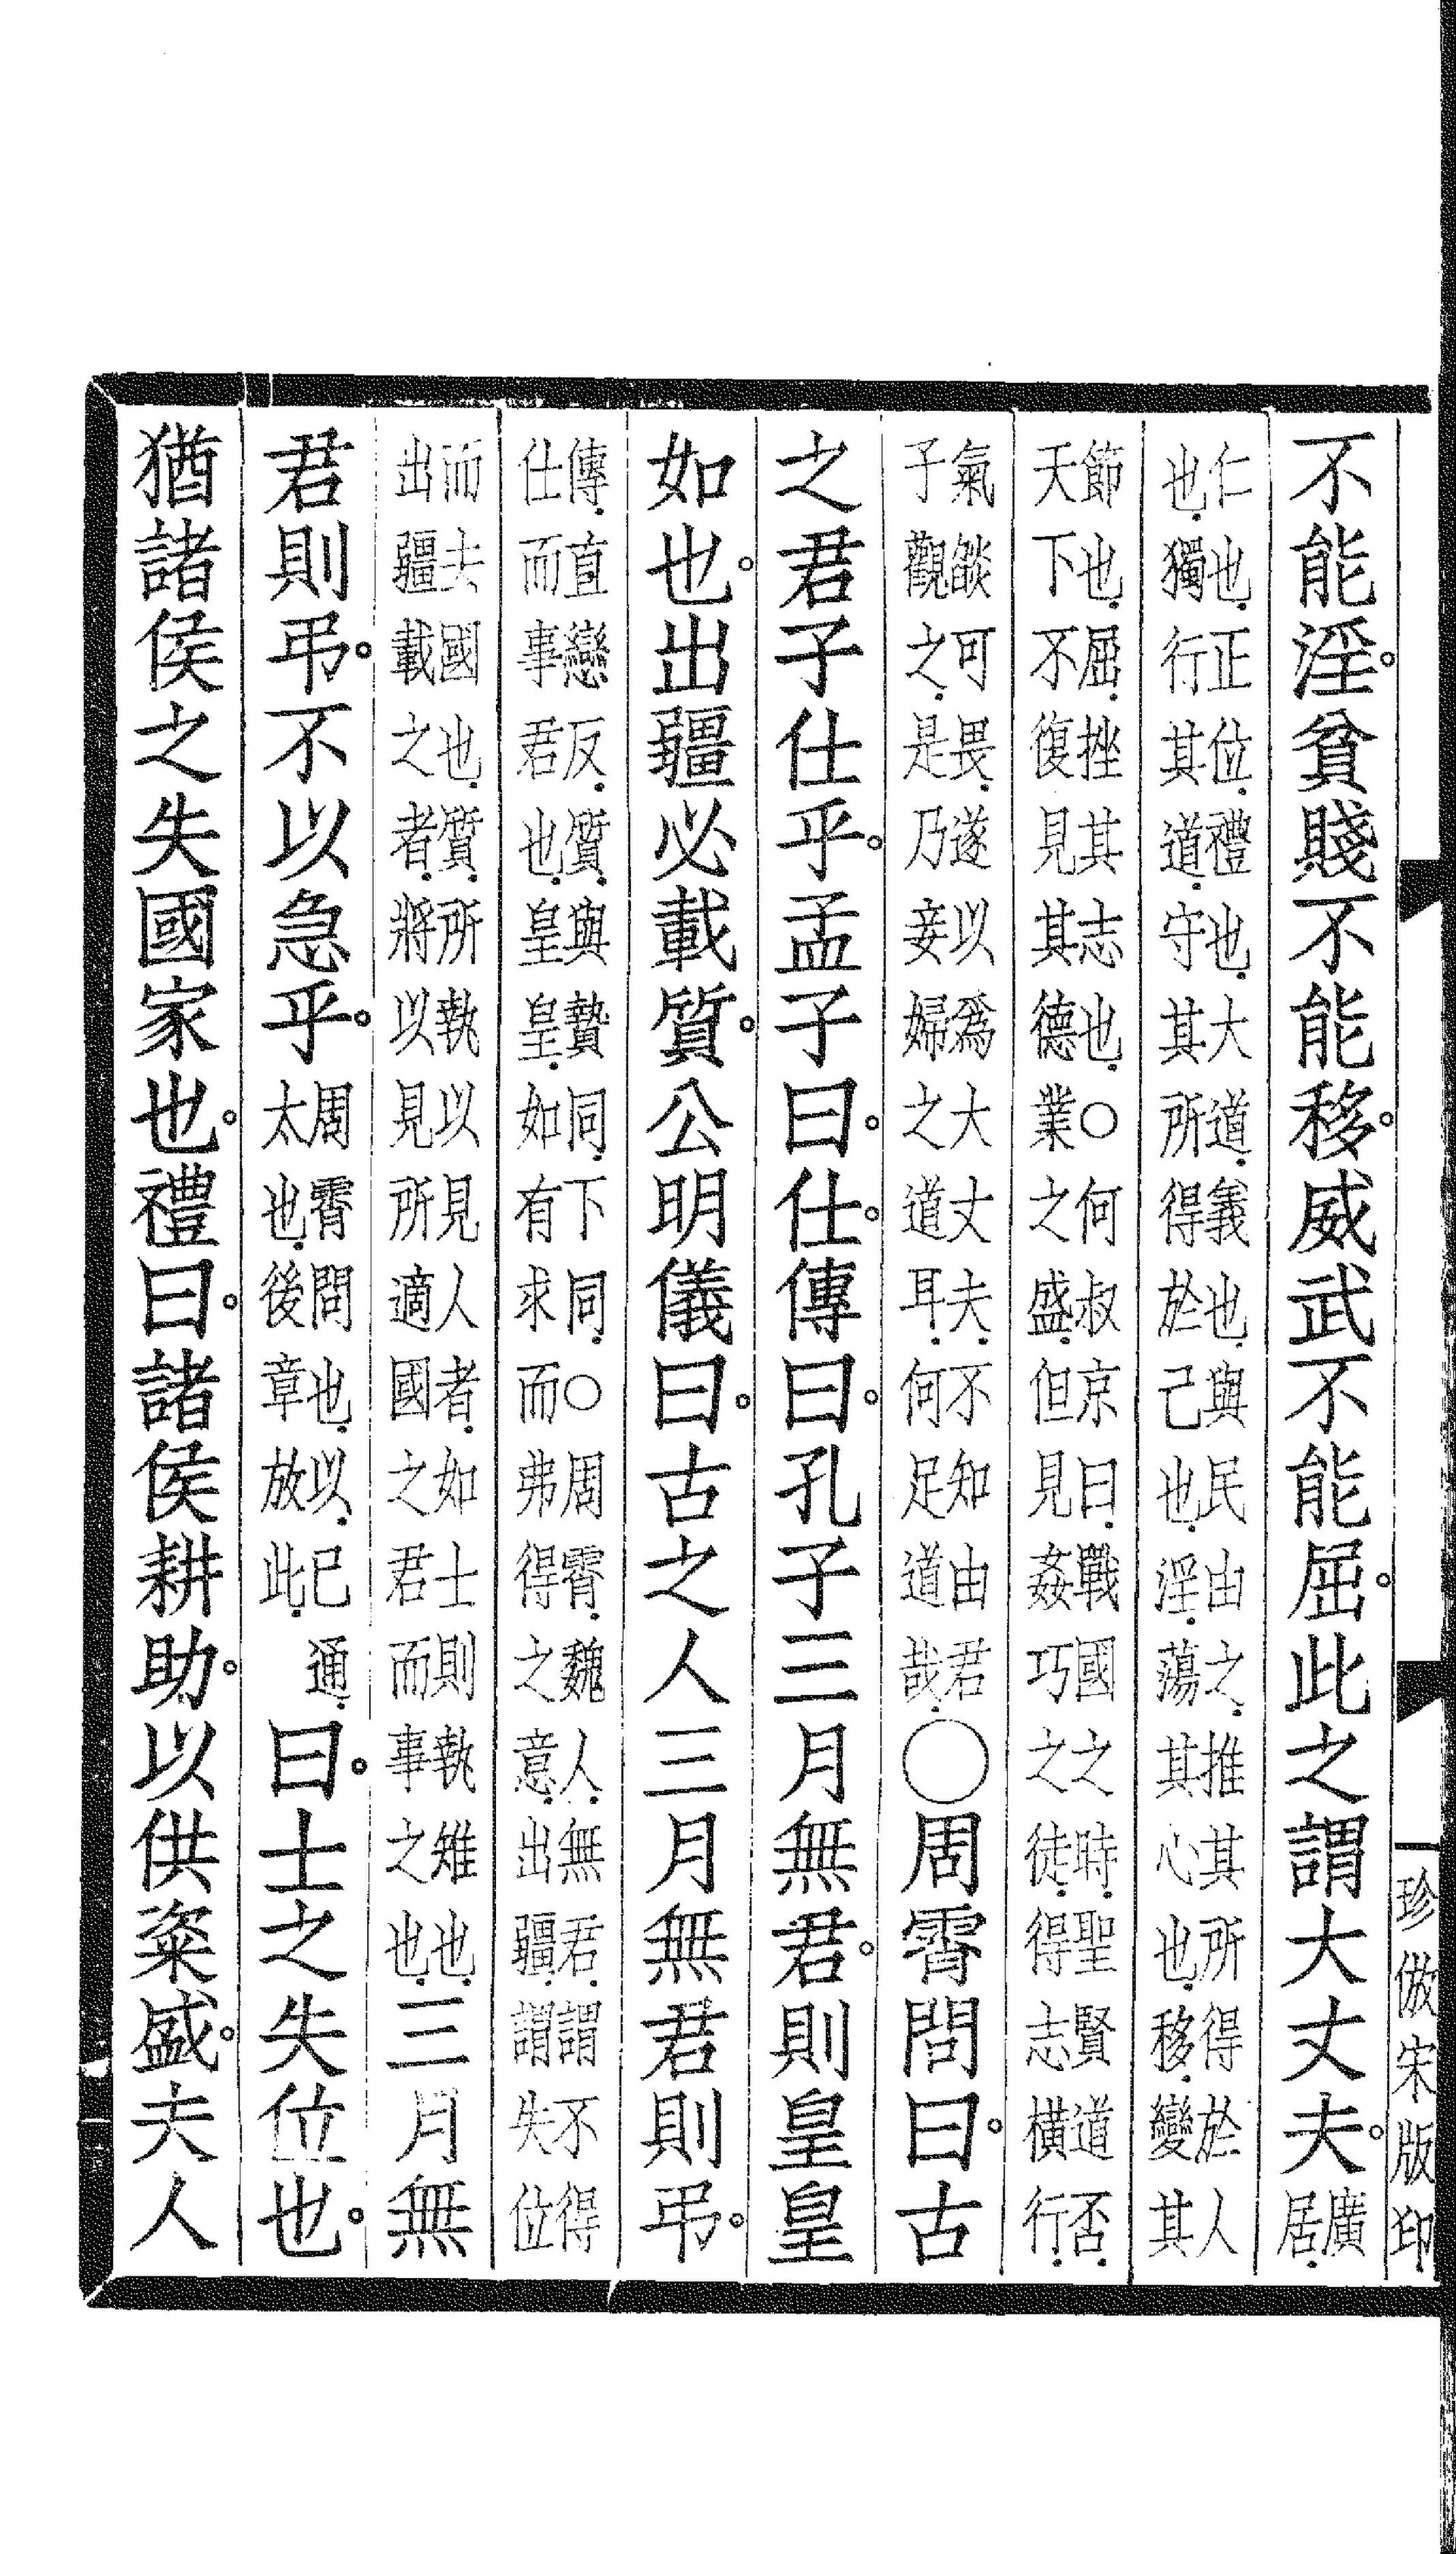 珍倣宋版印
不能淫。貧賤不能移。威武不能屈。此之謂大丈夫。廣居.
仁也.正位.禮也.大道.義也.與民由之.推其所得於人
也.獨行其道.守其所得於己也.淫.蕩其心也.移.變其
節也.屈.挫其志也.○何叔京曰.戰國之時.聖賢道否.
天下不復見其德業之盛.但見姦巧之徒.得志橫行.
氣燄可畏.遂以爲大丈夫.不知由君
子觀之.是乃妾婦之道耳.何足道哉.
○周霄問曰。古
之君子仕乎。孟子曰。仕。傳曰。孔子三月無君。則皇皇
如也。出疆必載質。公明儀曰。古之人三月無君則弔。
傳.直戀反.質.與贄同.下同.○周霄.魏人.無君.謂不得
仕而事君也.皇皇.如有求而弗得之意.出疆.謂失位
而去國也.質.所執以見人者.如士則執雉也.
出疆載之者.將以見所適國之君而事之也.
三月無
君則弔。不以急乎。
周霄問也.以.已通.
太也.後章放此.
曰。士之失位也。
猶諸侯之失國家也。禮曰。諸侯耕助。以供粢盛。夫人